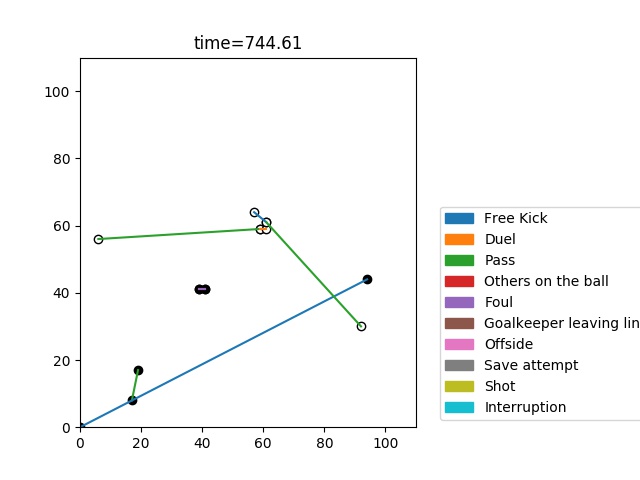 time=744.61
100
80
60
40
20
0
0 20 40 60 80 100
Free Kick
Duel
Pass
Others on the ball
Foul
Goalkeeper leaving lin
Offside
Save attempt
Shot
Interruption